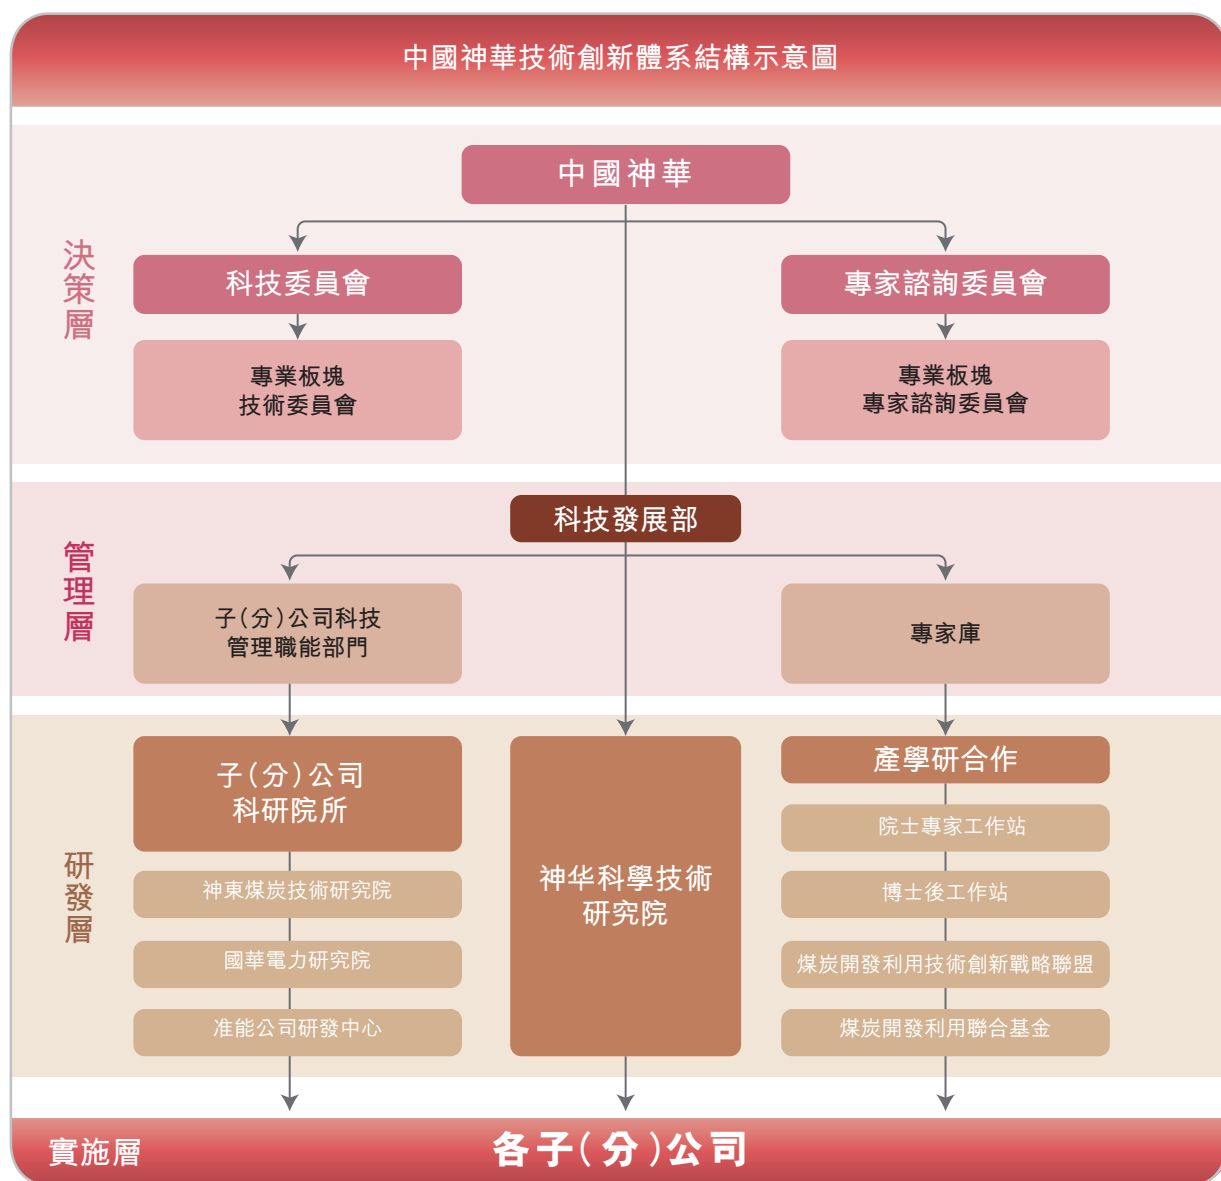 中國神華技術創新體系結構示意圖
決策層
中國神華
科技委員會
專家諮詢委員會
專業板塊
技術委員會
專業板塊
專家諮詢委員會
管理層
科技發展部
子(分)公司科技
管理職能部門
專家庫
研發層
子(分)公司
科研院所
神東煤炭技術研究院
國華電力研究院
准能公司研發中心
神华科學技術
研究院
產學研合作
院士專家工作站
博士後工作站
煤炭開發利用技術創新戰略聯盟
煤炭開發利用聯合基金
實施層
各子(分)公司